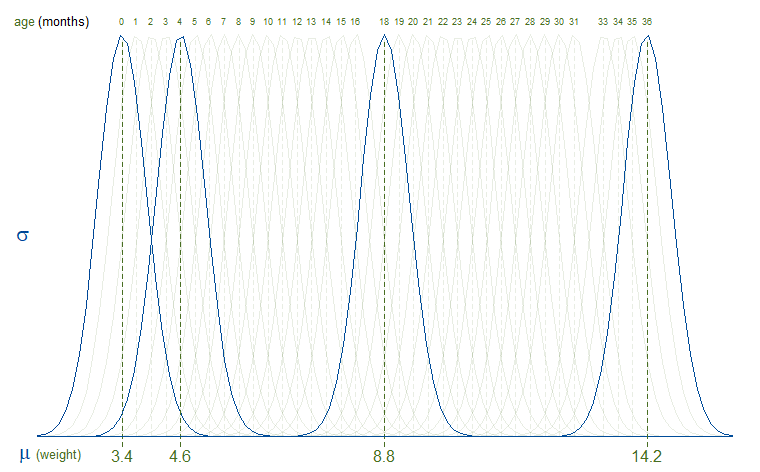 age (months) 0 1 2 3 4 5 6 7 8 9 10 11 12 13 14 15 16 18 19 20 21 22 23 24 25 26 27 28 29 30 31 33 34 35 36
σ
μ (weight) 3.4 4.6 8.8 14.2